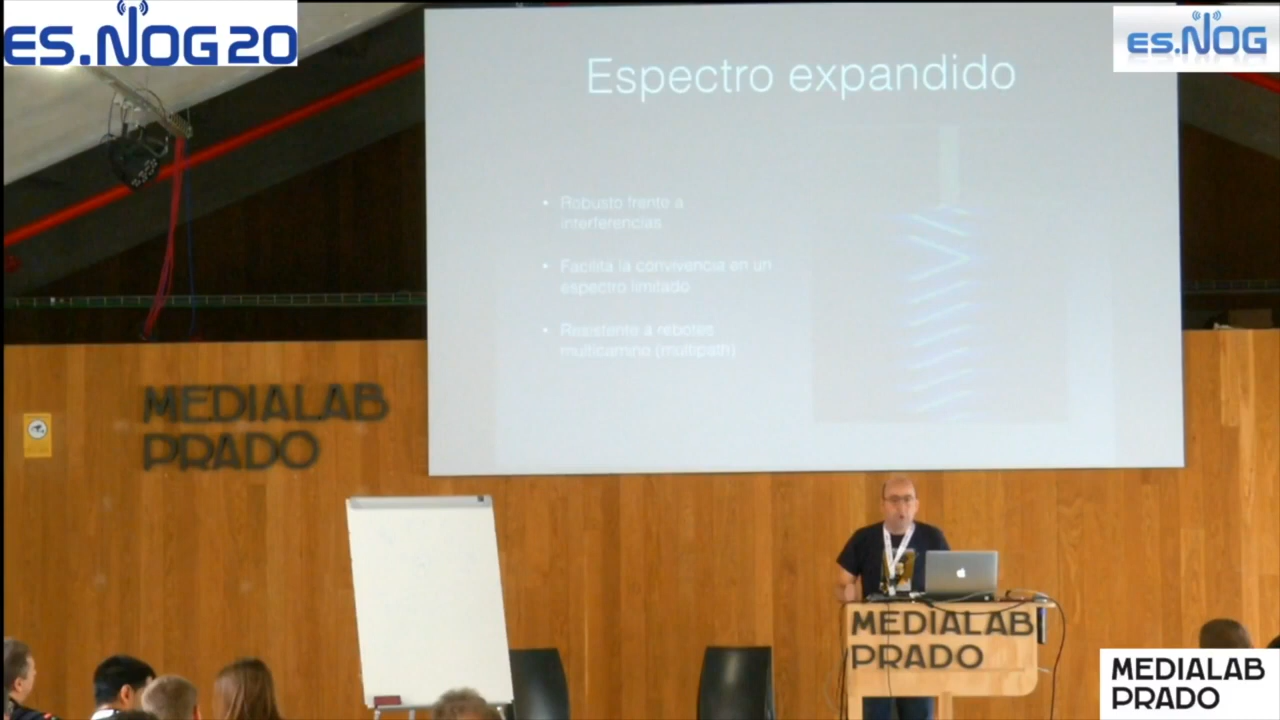 ES.NOG 20
ES.NOG
Espectro expandido
• Robusto frente a
interferencias
• Facilita la convivencia en un
espectro limitado
• Resistente a rebotes
multicamino (multipath)
MEDIALAB
PRADO
MEDIALAB
PRADO
MEDIALAB
PRADO